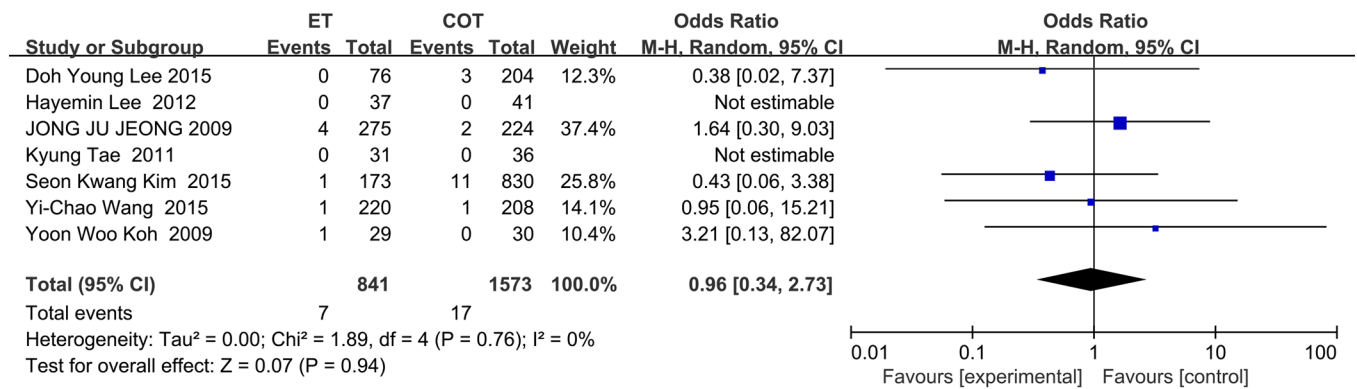 ET COT Odds Ratio Odds Ratio
Study or Subgroup Events Total Events Total Weight M-H, Random, 95% CI M-H, Random, 95% CI
Doh Young Lee 2015 0 76 3 204 12.3% 0.38 [0.02, 7.37]
Hayemin Lee 2012 0 37 0 41 Not estimable
JONG JU JEONG 2009 4 275 2 224 37.4% 1.64 [0.30, 9.03]
Kyung Tae 2011 0 31 0 36 Not estimable
Seon Kwang Kim 2015 1 173 11 830 25.8% 0.43 [0.06, 3.38]
Yi-Chao Wang 2015 1 220 1 208 14.1% 0.95 [0.06, 15.21]
Yoon Woo Koh 2009 1 29 0 30 10.4% 3.21 [0.13, 82.07]
Total (95% CI) 841 1573 100.0% 0.96 [0.34, 2.73]
Total events 7 17
Heterogeneity: Tau² = 0.00; Chi² = 1.89, df = 4 (P = 0.76); I² = 0%
Test for overall effect: Z = 0.07 (P = 0.94)
0.01 0.1 1 10 100
Favours [experimental] Favours [control]